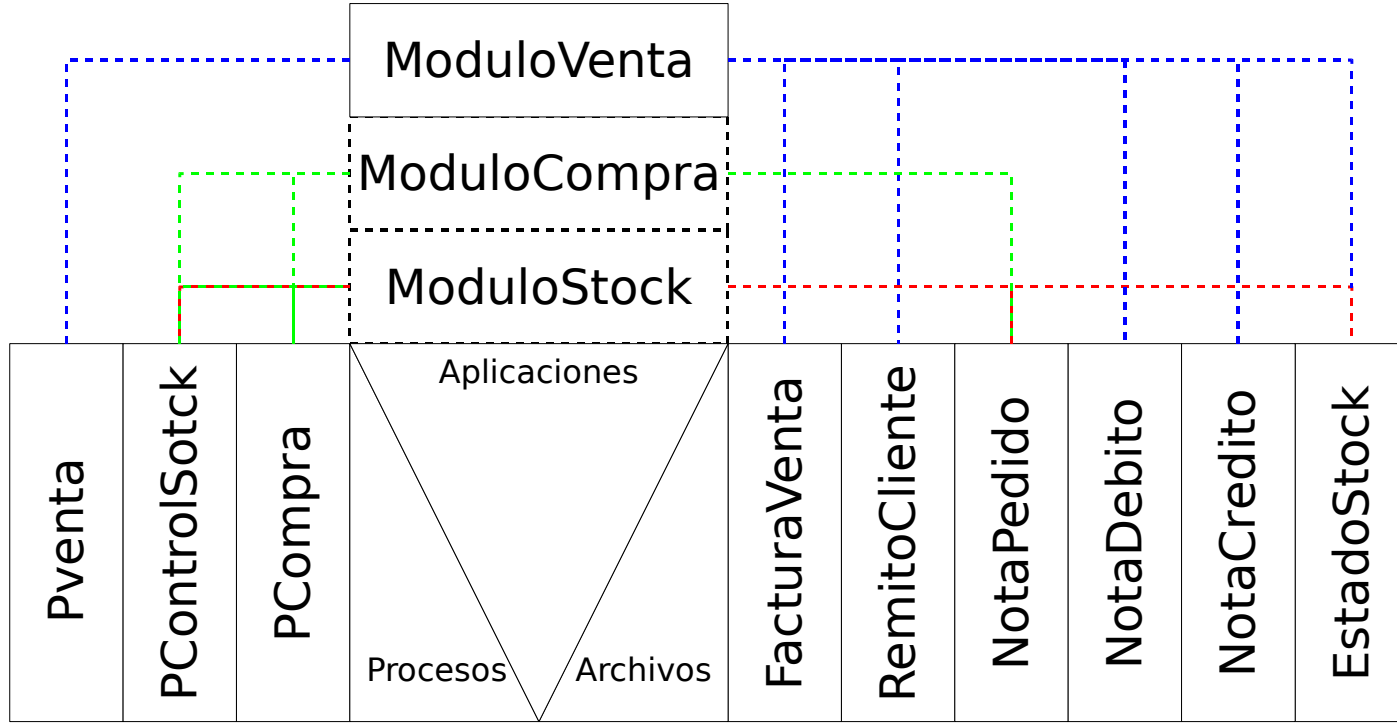 ModuloVenta
ModuloCompra
ModuloStock
Aplicaciones
Pventa
PControlSotck
PCompra
Procesos
Archivos
FacturaVenta
RemitoCliente
NotaPedido
NotaDebito
NotaCredito
EstadoStock